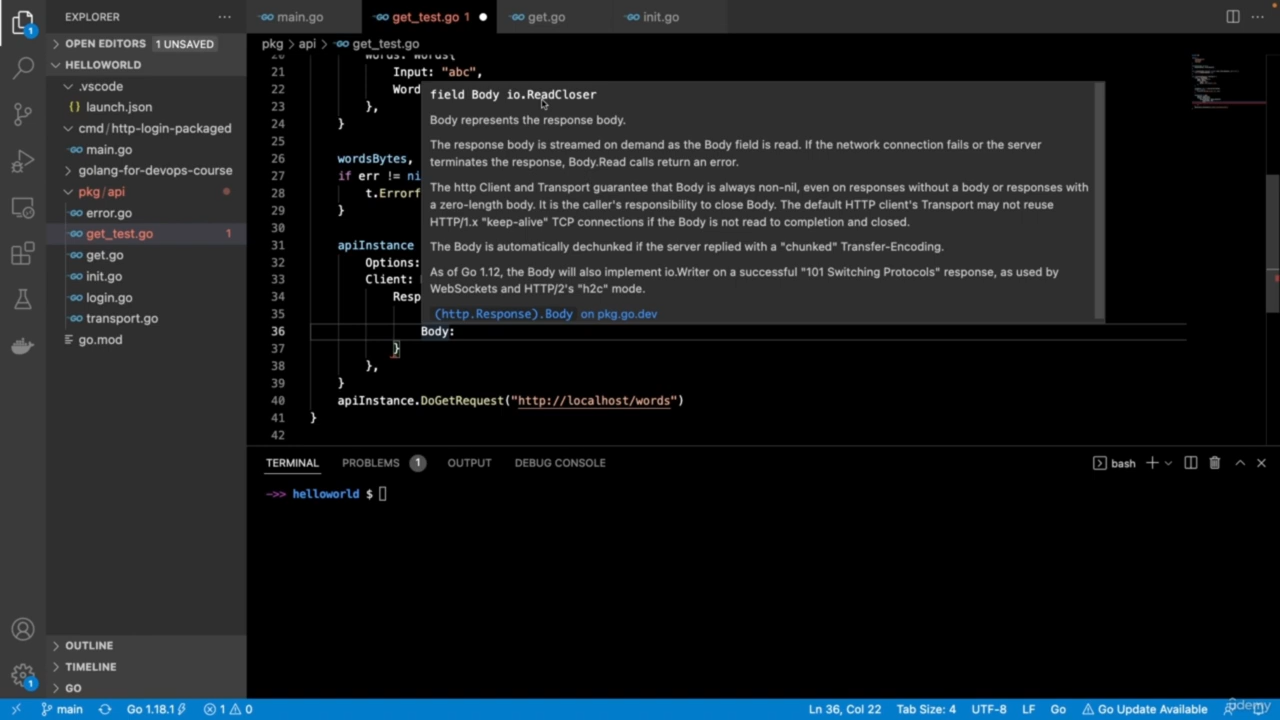 EXPLORER
main.go
get_test.go 1
get.go
init.go
OPEN EDITORS 1 UNSAVED
pkg > api > get_test.go
HELLOWORLD
.vscode
{} launch.json
cmd/http-login-packaged
main.go
golang-for-devops-course
pkg/api
error.go
get_test.go 1
get.go
init.go
login.go
transport.go
go.mod
20 Words: Words{
21 Input: "abc",
22 Word
23 },
24 }
25
26 wordsBytes,
27 if err != ni
28 t.Errorf
29 }
30
31 apiInstance
32 Options:
33 Client:
34 Resp
35
36 Body:
37 }
38 },
39 }
40 apiInstance.DoGetRequest("http://localhost/words")
41 }
42
field Body io.ReadCloser
Body represents the response body.
The response body is streamed on demand as the Body field is read. If the network connection fails or the server
terminates the response, Body.Read calls return an error.
The http Client and Transport guarantee that Body is always non-nil, even on responses without a body or responses with
a zero-length body. It is the caller's responsibility to close Body. The default HTTP client's Transport may not reuse
HTTP/1.x "keep-alive" TCP connections if the Body is not read to completion and closed.
The Body is automatically dechunked if the server replied with a "chunked" Transfer-Encoding.
As of Go 1.12, the Body will also implement io.Writer on a successful "101 Switching Protocols" response, as used by
WebSockets and HTTP/2's "h2c" mode.
(http.Response).Body on pkg.go.dev
TERMINAL PROBLEMS 1 OUTPUT DEBUG CONSOLE
bash
->> helloworld $
OUTLINE
TIMELINE
GO
1
1
main Go 1.18.1 1 0 Ln 36, Col 22 Tab Size: 4 UTF-8 LF Go Go Update Available
udemy